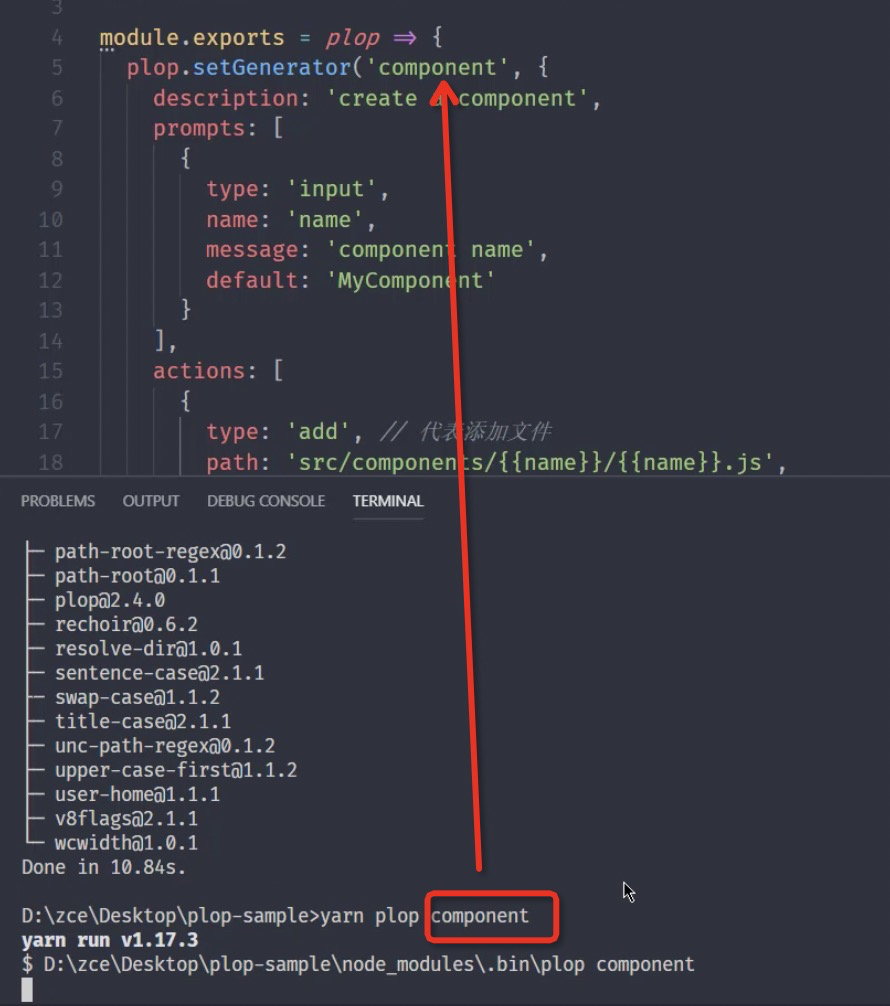 3
4 module.exports = plop => {
5 plop.setGenerator('component', {
6 description: 'create a component',
7 prompts: [
8 {
9 type: 'input',
10 name: 'name',
11 message: 'component name',
12 default: 'MyComponent'
13 }
14 ],
15 actions: [
16 {
17 type: 'add', // 代表添加文件
18 path: 'src/components/{{name}}/{{name}}.js',
PROBLEMS OUTPUT DEBUG CONSOLE TERMINAL
├─ path-root-regex@0.1.2
├─ path-root@0.1.1
├─ plop@2.4.0
├─ rechoir@0.6.2
├─ resolve-dir@1.0.1
├─ sentence-case@2.1.1
├─ swap-case@1.1.2
├─ title-case@2.1.1
├─ unc-path-regex@0.1.2
├─ upper-case-first@1.1.2
├─ user-home@1.1.1
├─ v8flags@2.1.1
└─ wcwidth@1.0.1
Done in 10.84s.
D:\zce\Desktop\plop-sample>yarn plop component
yarn run v1.17.3
$ D:\zce\Desktop\plop-sample\node_modules\.bin\plop component